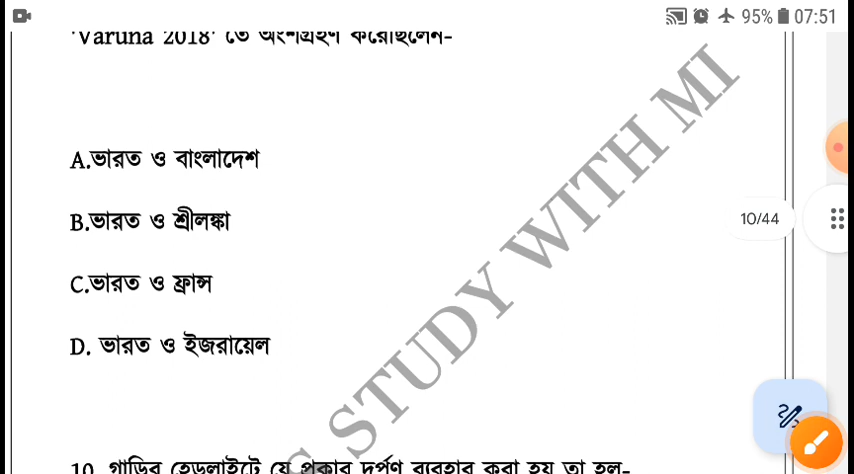 95% 07:51
'Varuna 2018' তে অংশগ্রহণ করেছিলেন-
A.ভারত ও বাংলাদেশ
B.ভারত ও শ্রীলঙ্কা
10/44
C.ভারত ও ফ্রান্স
D. ভারত ও ইজরায়েল
STUDY WITH MI
10. গাড়ির হেডলাইটে যে প্রকার দর্পণ ব্যবহার করা হয় তা হল-